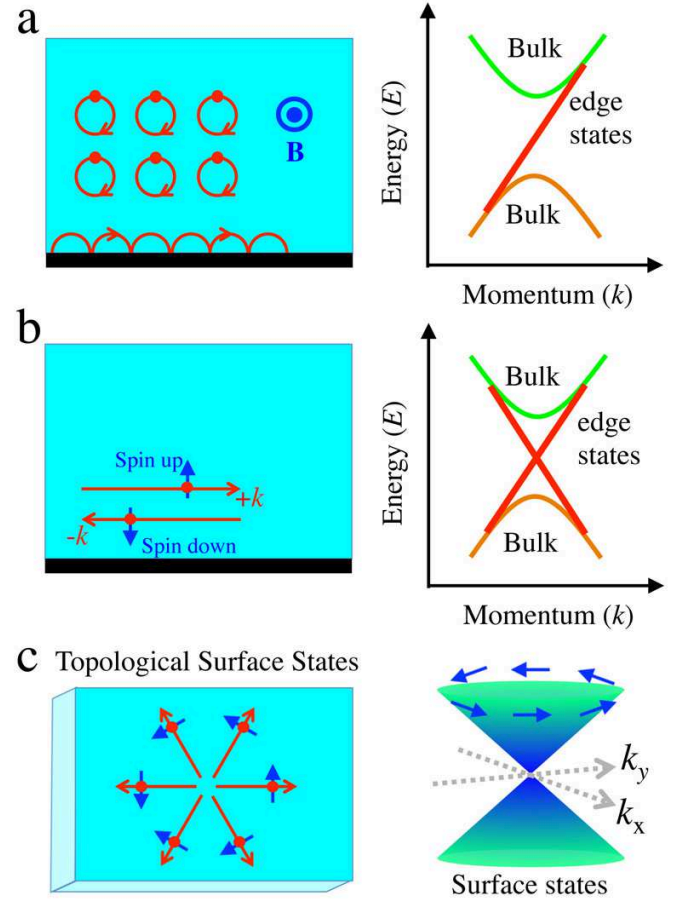 a
B
Energy (E)
Bulk
edge
states
Bulk
Momentum (k)
b
Spin up
+k
-k
Spin down
Energy (E)
Bulk
edge
states
Bulk
Momentum (k)
c Topological Surface States
k_y
k_x
Surface states